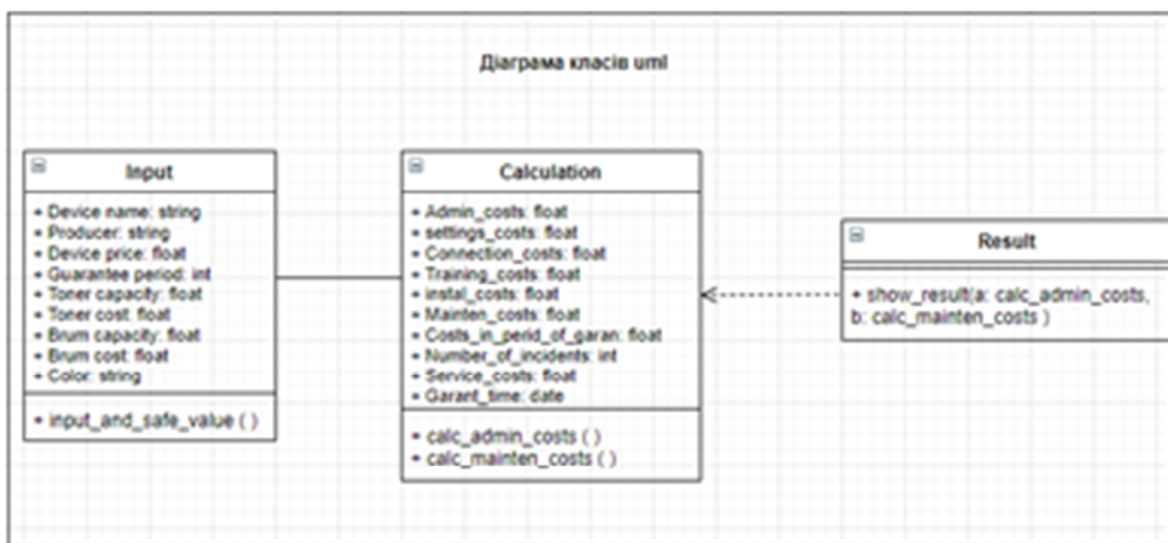 Діаграма класів uml
Input
+ Device name: string
+ Producer: string
+ Device price: float
+ Guarantee period: int
+ Toner capacity: float
+ Toner cost: float
+ Brum capacity: float
+ Brum cost: float
+ Color: string
+ input_and_safe_value ( )
Calculation
+ Admin_costs: float
+ settings_costs: float
+ Connection_costs: float
+ Training_costs: float
+ instal_costs: float
+ Mainten_costs: float
+ Costs_in_perid_of_garan: float
+ Number_of_incidents: int
+ Service_costs: float
+ Garant_time: date
+ calc_admin_costs ( )
+ calc_mainten_costs ( )
Result
+ show_result(a: calc_admin_costs,
b: calc_mainten_costs )